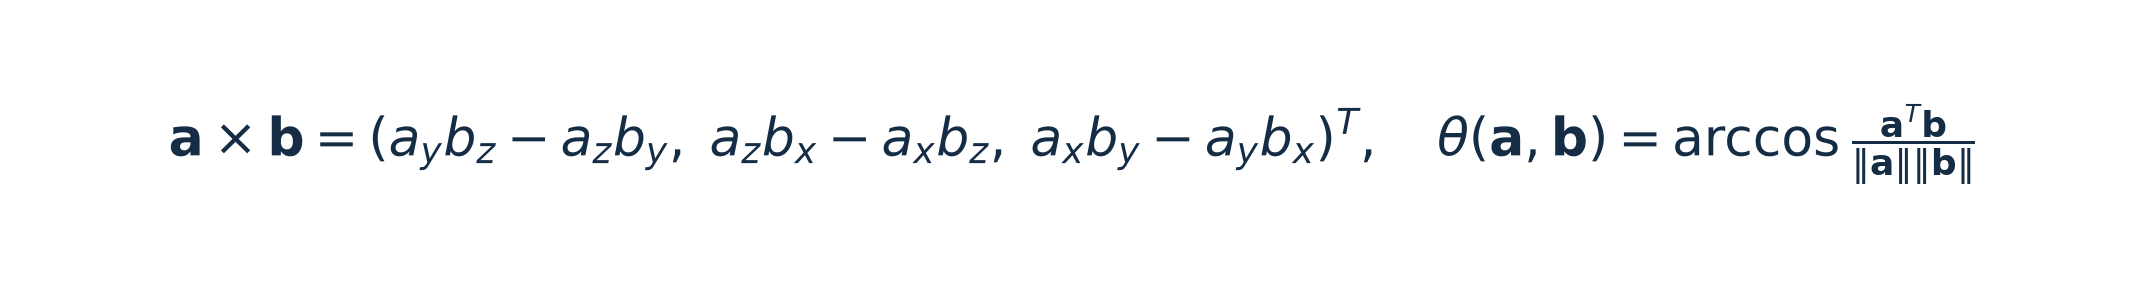 𝐚 × 𝐛 = (a_y b_z − a_z b_y, a_z b_x − a_x b_z, a_x b_y − a_y b_x)^T, θ(𝐚, 𝐛) = arccos 𝐚^T 𝐛 / ‖𝐚‖‖𝐛‖